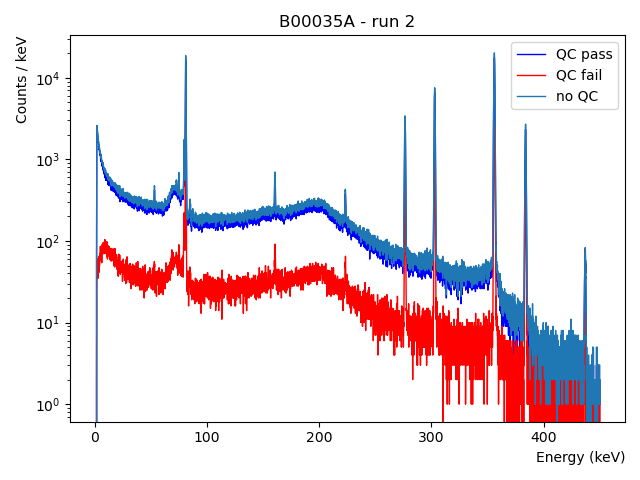 B00035A - run 2
Counts / keV
10⁴
10³
10²
10¹
10⁰
QC pass
QC fail
no QC
0 100 200 300 400
Energy (keV)